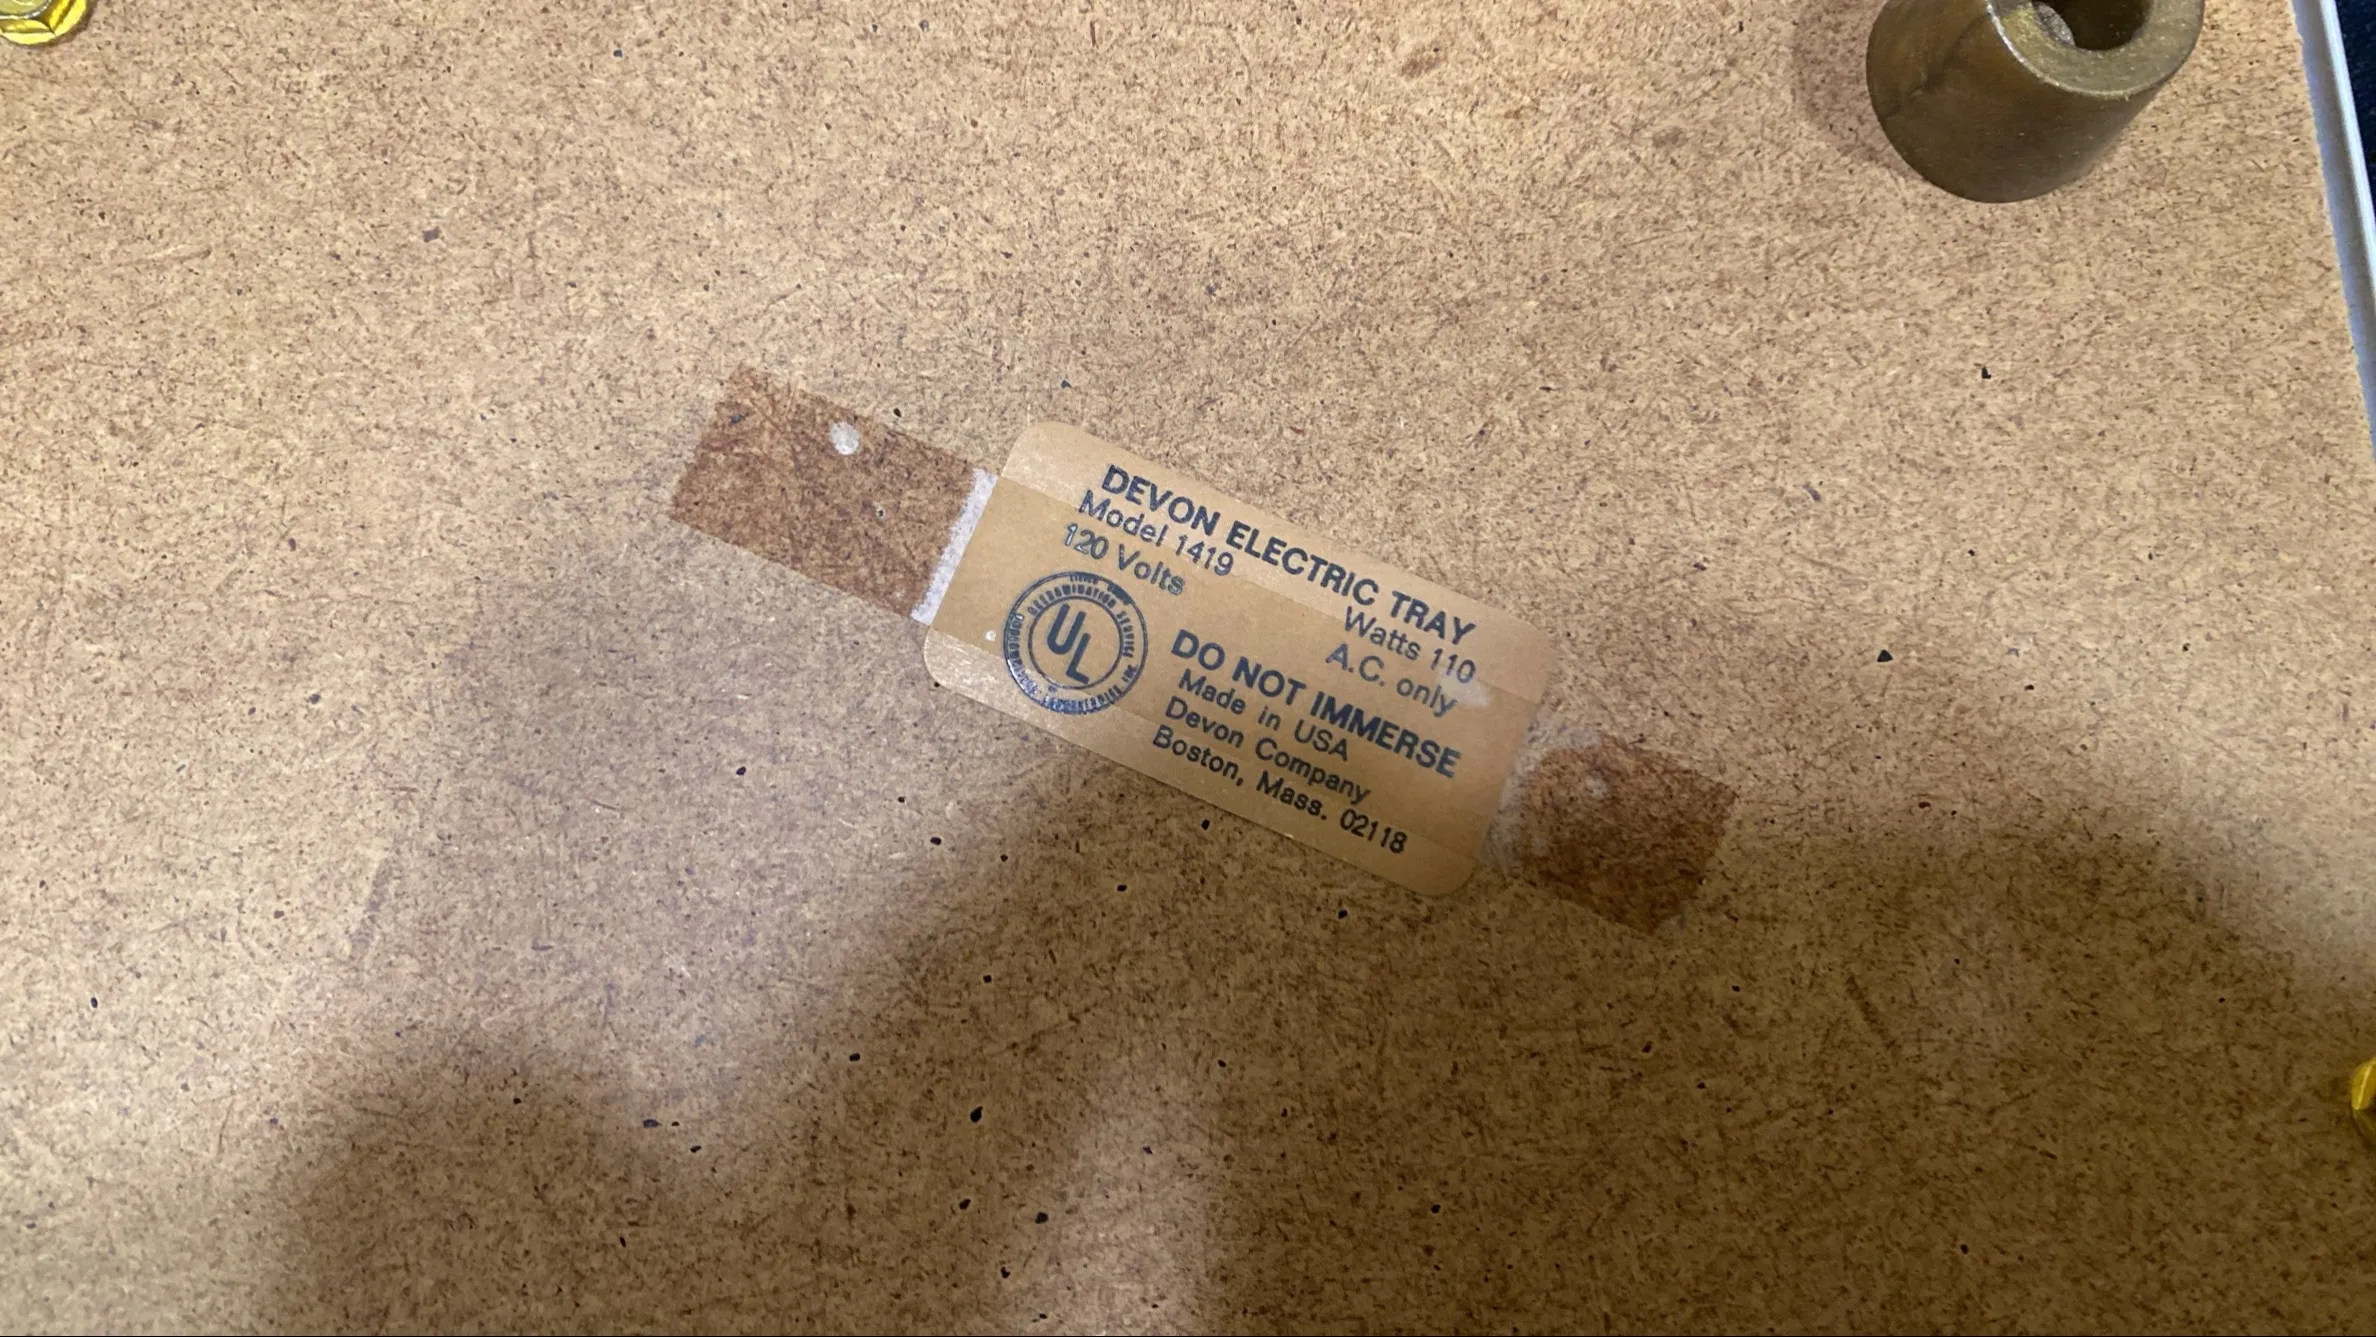 DEVON ELECTRIC TRAY
Model 1419
Watts 110
120 Volts
A.C. only
UL
DO NOT IMMERSE
Made in USA
Devon Company
Boston, Mass. 02118